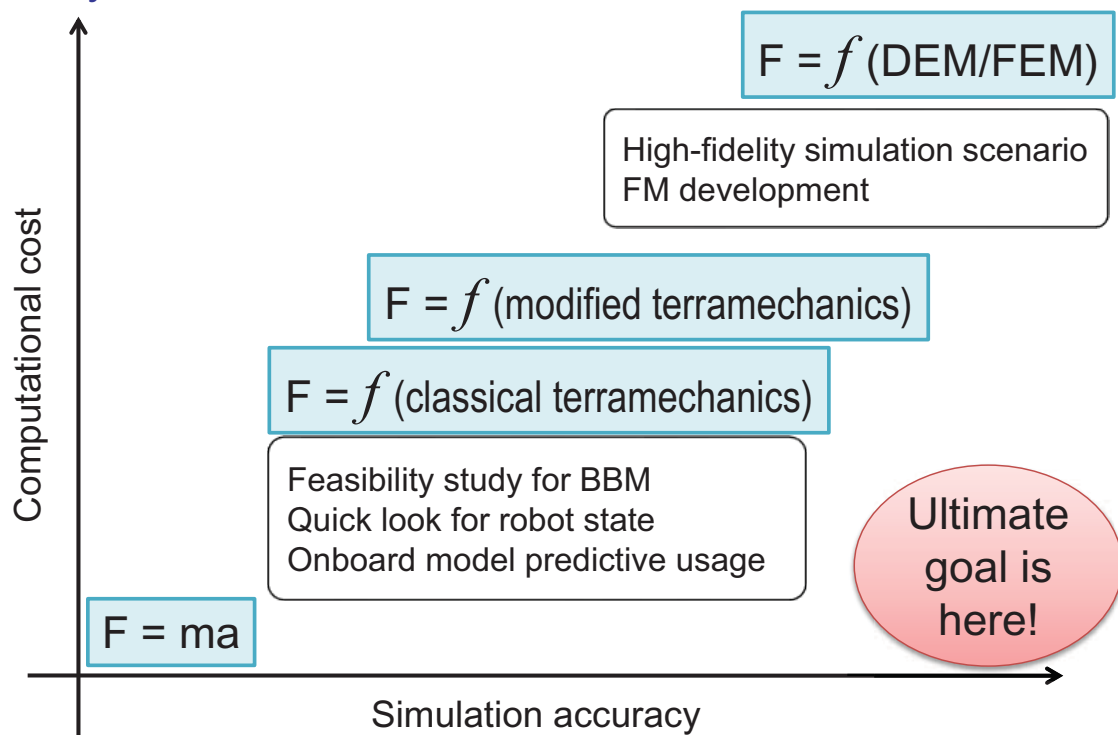 F = f (DEM/FEM)
High-fidelity simulation scenario
FM development
F = f (modified terramechanics)
F = f (classical terramechanics)
Feasibility study for BBM
Quick look for robot state
Onboard model predictive usage
Ultimate
goal is
here!
F = ma
Computational cost
Simulation accuracy